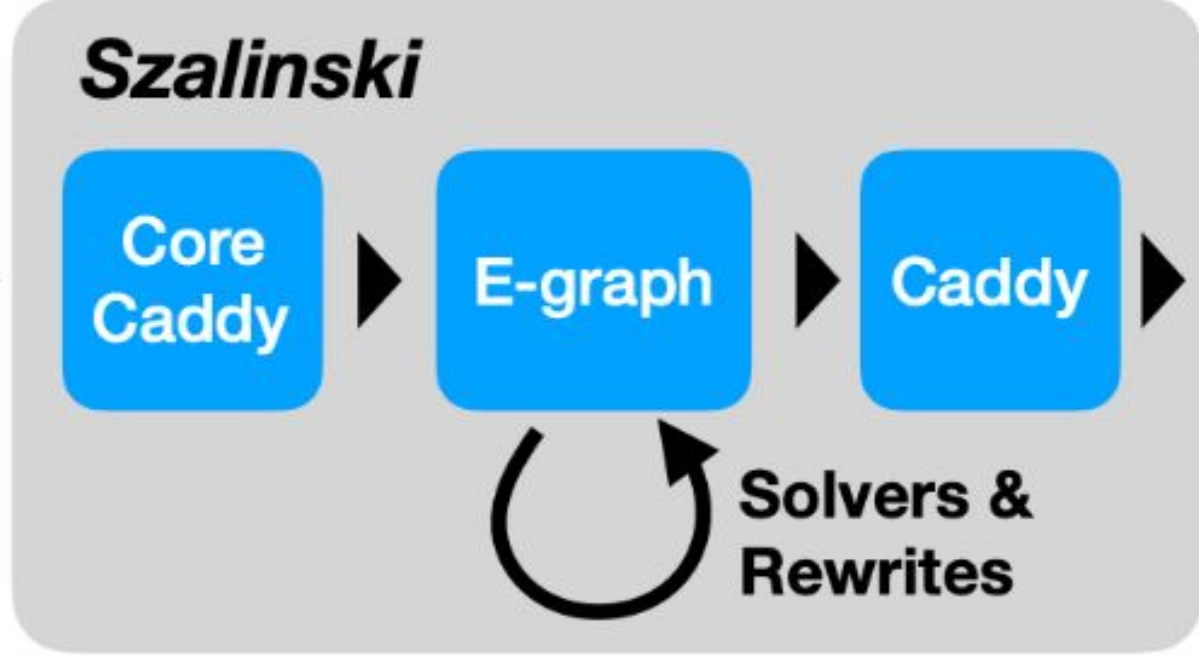 Szalinski
Core
Caddy
E-graph
Caddy
Solvers &
Rewrites